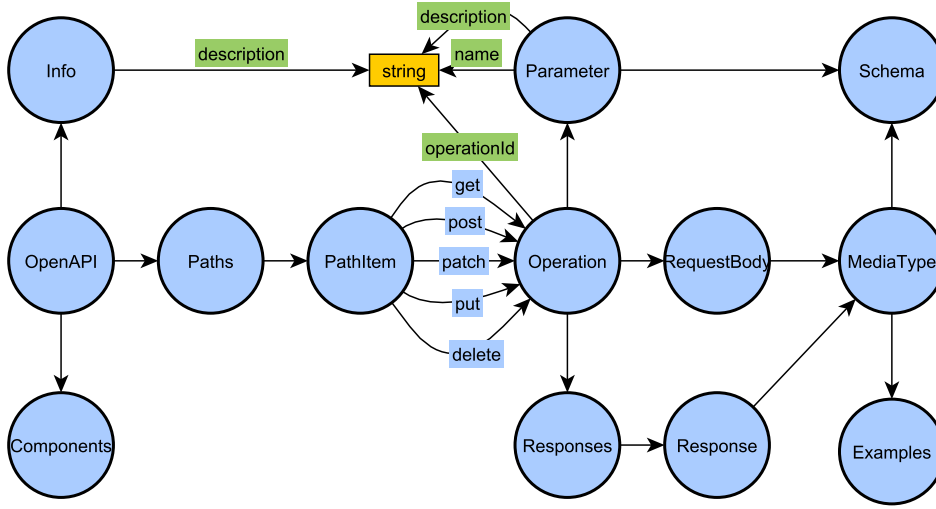 description
description
name
Info
string
Parameter
Schema
operationId
get
post
OpenAPI
Paths
PathItem
patch
Operation
RequestBody
MediaType
put
delete
Components
Responses
Response
Examples